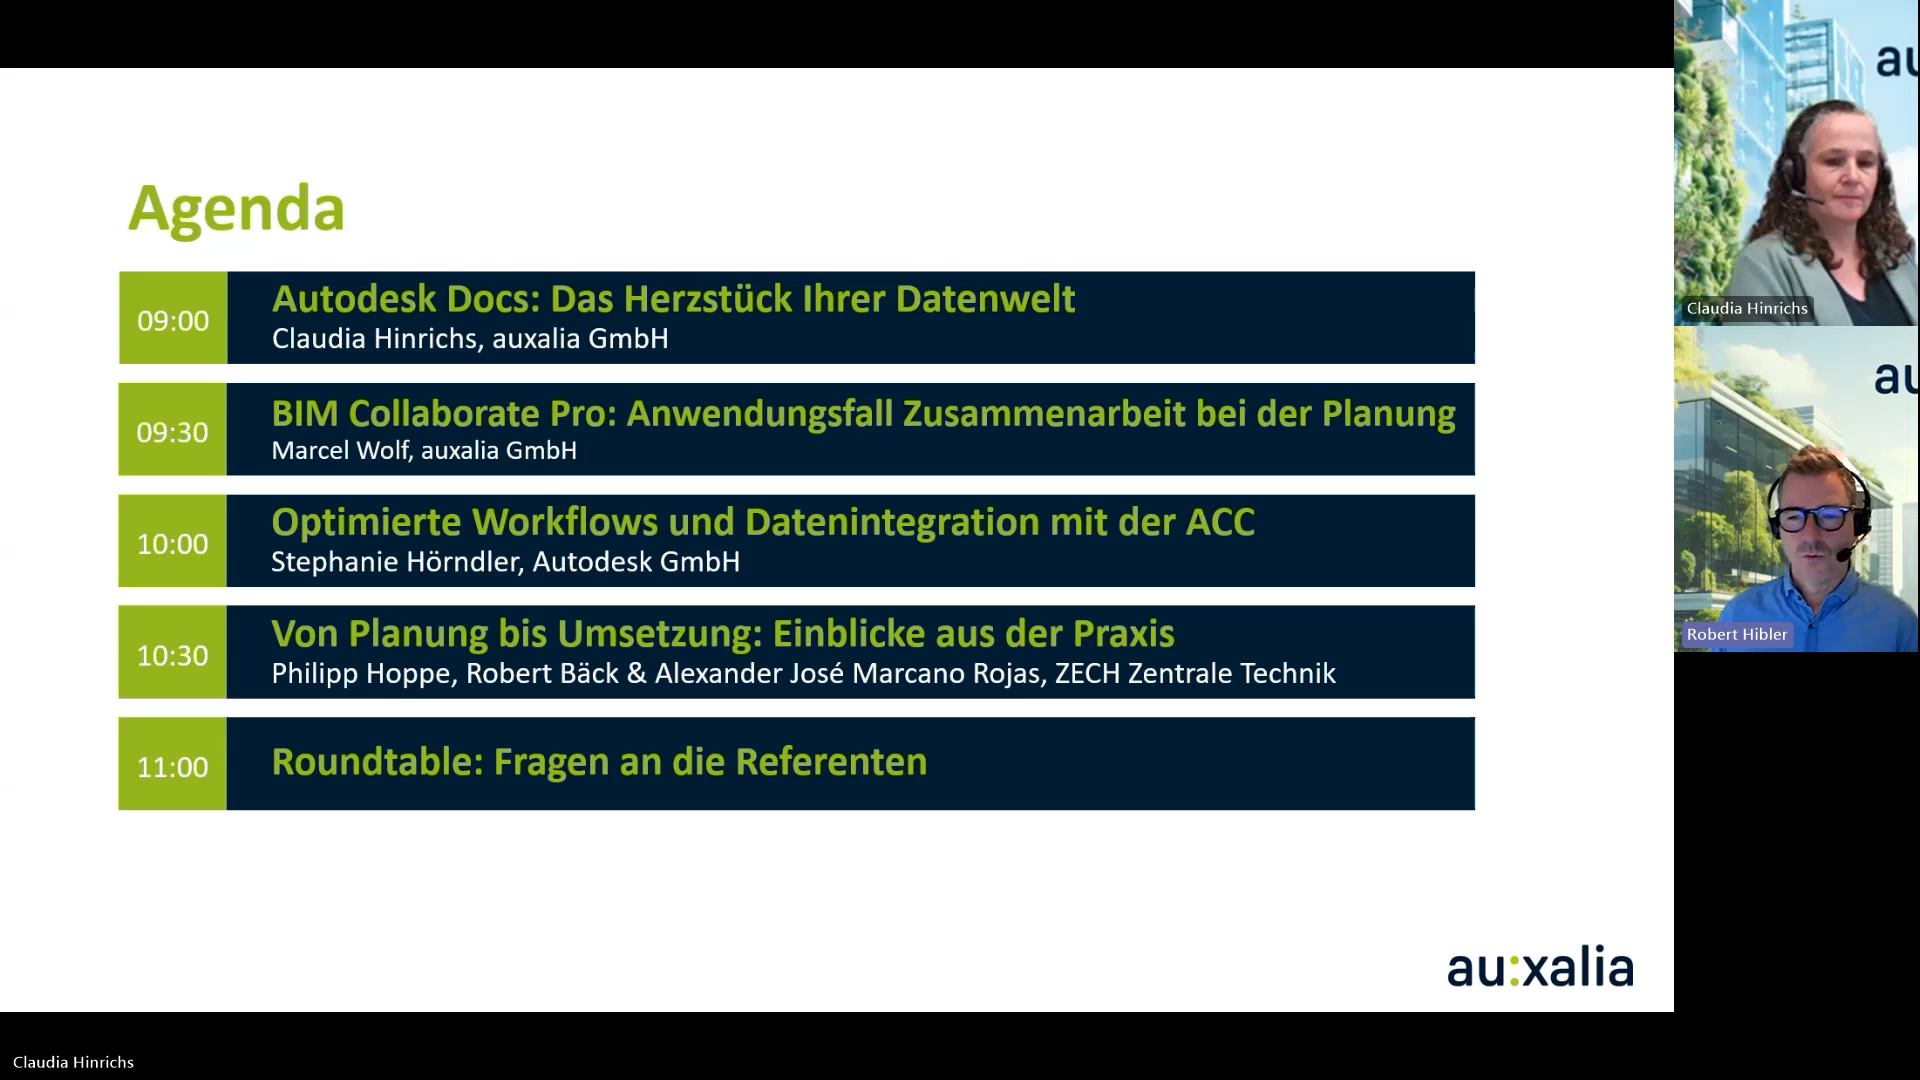 Agenda
09:00
Autodesk Docs: Das Herzstück Ihrer Datenwelt
Claudia Hinrichs, auxalia GmbH
09:30
BIM Collaborate Pro: Anwendungsfall Zusammenarbeit bei der Planung
Marcel Wolf, auxalia GmbH
10:00
Optimierte Workflows und Datenintegration mit der ACC
Stephanie Hörndler, Autodesk GmbH
10:30
Von Planung bis Umsetzung: Einblicke aus der Praxis
Philipp Hoppe, Robert Bäck & Alexander José Marcano Rojas, ZECH Zentrale Technik
11:00
Roundtable: Fragen an die Referenten
au:xalia
au
Claudia Hinrichs
au
Robert Hibler
Claudia Hinrichs